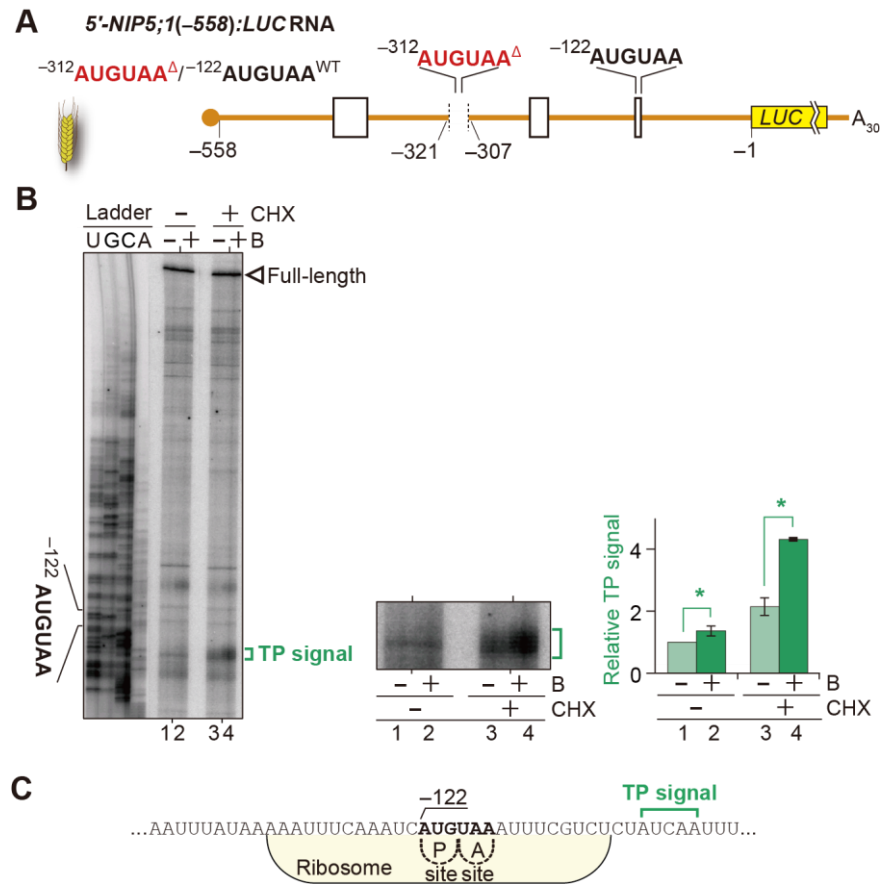 A
5'-NIP5;1(–558):LUC RNA
–312AUGUAAΔ/–122AUGUAAWT
–312AUGUAAΔ
–122AUGUAA
LUC
A30
–558
–321
–307
–1
B
Ladder
– +
CHX
U G C A
– + – +
B
Full-length
–122
AUGUAA
TP signal
1 2 3 4
– + – +
B
– +
CHX
1 2 3 4
Relative TP signal
4
2
0
*
*
– + – +
B
– +
CHX
1 2 3 4
C
–122
TP signal
...AAUUUAUAAAAAUUUCAAAUCAUGUAAAUUUCGUCUCUAUCAAUUU...
P A
Ribosome
site site